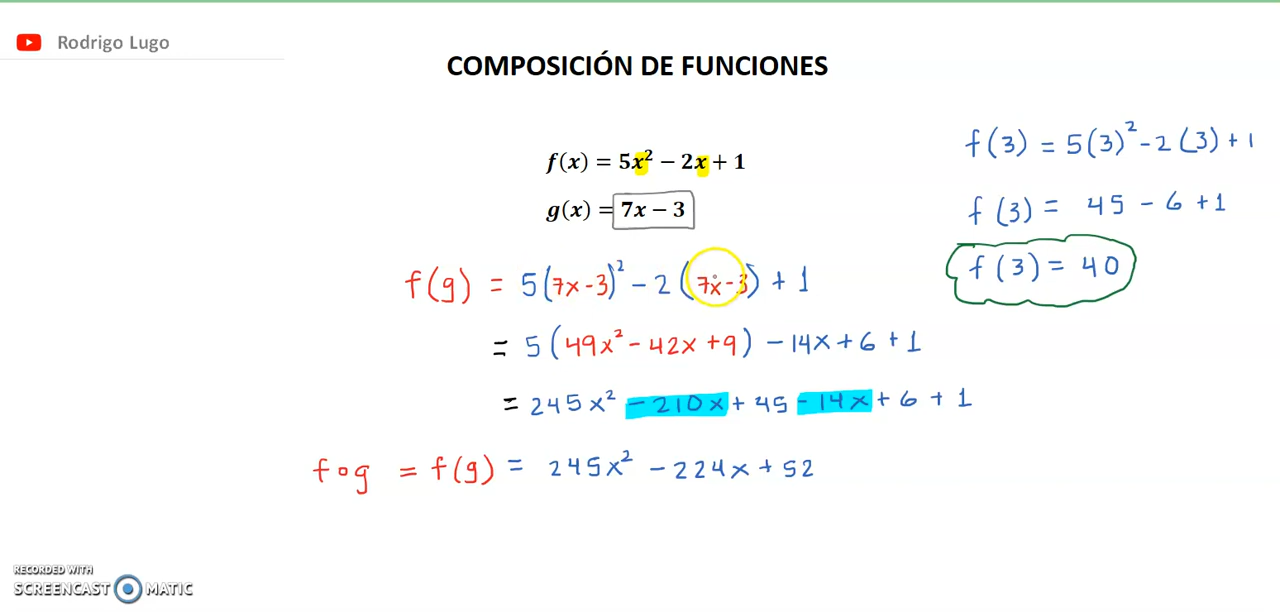 Rodrigo Lugo
COMPOSICIÓN DE FUNCIONES
f(x) = 5x² − 2x + 1
g(x) = 7x − 3
f(g) = 5(7x-3)² − 2(7x-3) + 1
= 5(49x² - 42x + 9) - 14x + 6 + 1
= 245x² - 210x + 45 - 14x + 6 + 1
f∘g = f(g) = 245x² - 224x + 52
f(3) = 5(3)² - 2(3) + 1
f(3) = 45 - 6 + 1
f(3) = 40
RECORDED WITH
SCREENCAST MATIC